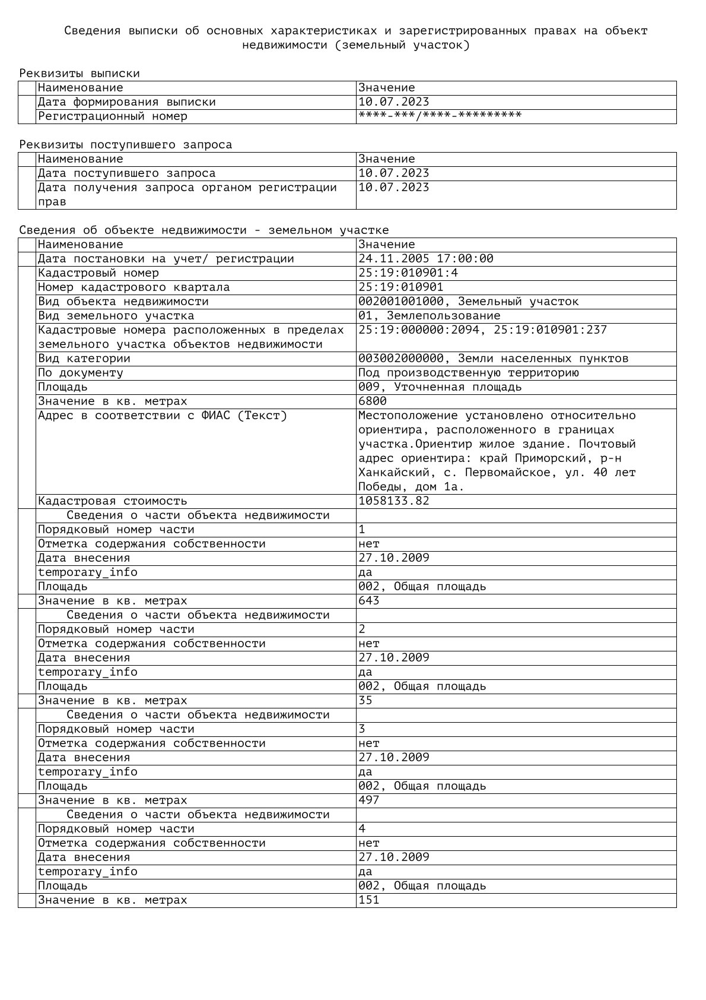 Сведения выписки об основных характеристиках и зарегистрированных правах на объект
недвижимости (земельный участок)
Реквизиты выписки
Наименование Значение
Дата формирования выписки 10.07.2023
Регистрационный номер ****-***/****-*********
Реквизиты поступившего запроса
Наименование Значение
Дата поступившего запроса 10.07.2023
Дата получения запроса органом регистрации 10.07.2023
прав
Сведения об объекте недвижимости - земельном участке
Наименование Значение
Дата постановки на учет/ регистрации 24.11.2005 17:00:00
Кадастровый номер 25:19:010901:4
Номер кадастрового квартала 25:19:010901
Вид объекта недвижимости 002001001000, Земельный участок
Вид земельного участка 01, Землепользование
Кадастровые номера расположенных в пределах 25:19:000000:2094, 25:19:010901:237
земельного участка объектов недвижимости
Вид категории 003002000000, Земли населенных пунктов
По документу Под производственную территорию
Площадь 009, Уточненная площадь
Значение в кв. метрах 6800
Адрес в соответствии с ФИАС (Текст) Местоположение установлено относительно
ориентира, расположенного в границах
участка.Ориентир жилое здание. Почтовый
адрес ориентира: край Приморский, р-н
Ханкайский, с. Первомайское, ул. 40 лет
Победы, дом 1а.
Кадастровая стоимость 1058133.82
Сведения о части объекта недвижимости
Порядковый номер части 1
Отметка содержания собственности нет
Дата внесения 27.10.2009
temporary_info да
Площадь 002, Общая площадь
Значение в кв. метрах 643
Сведения о части объекта недвижимости
Порядковый номер части 2
Отметка содержания собственности нет
Дата внесения 27.10.2009
temporary_info да
Площадь 002, Общая площадь
Значение в кв. метрах 35
Сведения о части объекта недвижимости
Порядковый номер части 3
Отметка содержания собственности нет
Дата внесения 27.10.2009
temporary_info да
Площадь 002, Общая площадь
Значение в кв. метрах 497
Сведения о части объекта недвижимости
Порядковый номер части 4
Отметка содержания собственности нет
Дата внесения 27.10.2009
temporary_info да
Площадь 002, Общая площадь
Значение в кв. метрах 151